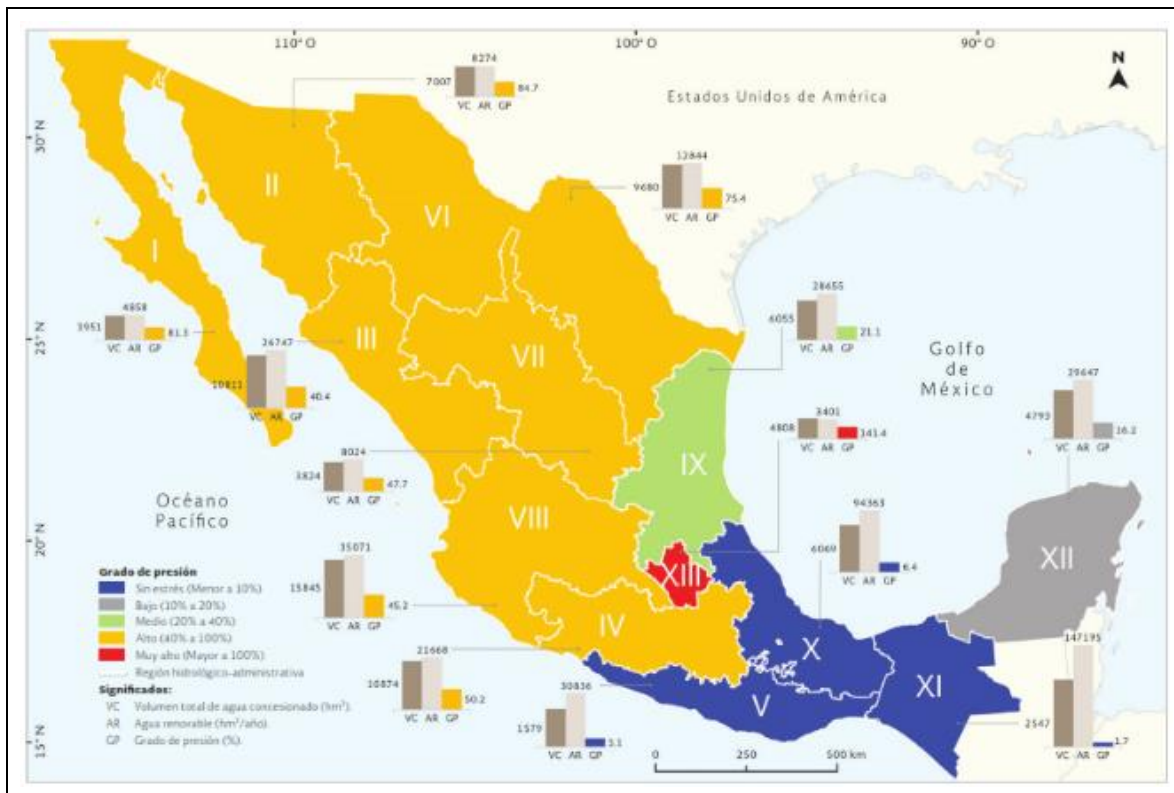 110° O
100° O
90° O
30° N
25° N
20° N
15° N
N
Estados Unidos de América
Golfo
de
México
Océano
Pacífico
8274
7007
84.7
VC AR GP
12844
9680
75.4
VC AR GP
4858
3951
81.3
VC AR GP
26747
40.4
VC AR GP
28655
6055
21.1
VC AR GP
3401
4808
141.4
VC AR GP
29647
4793
16.2
VC AR GP
8024
3824
47.7
VC AR GP
94363
6069
6.4
VC AR GP
35071
15845
45.2
VC AR GP
21668
10874
50.2
VC AR GP
30836
1579
5.1
VC AR GP
147195
2547
1.7
VC AR GP
I
II
III
IV
V
VI
VII
VIII
IX
X
XI
XII
XIII
Grado de presión
Sin estrés (Menor a 10%)
Bajo (10% a 20%)
Medio (20% a 40%)
Alto (40% a 100%)
Muy alto (Mayor a 100%)
Región hidrológico-administrativa
Significados:
VC Volumen total de agua concesionado (hm³).
AR Agua renovable (hm³/año).
GP Grado de presión (%).
0 250 500 km